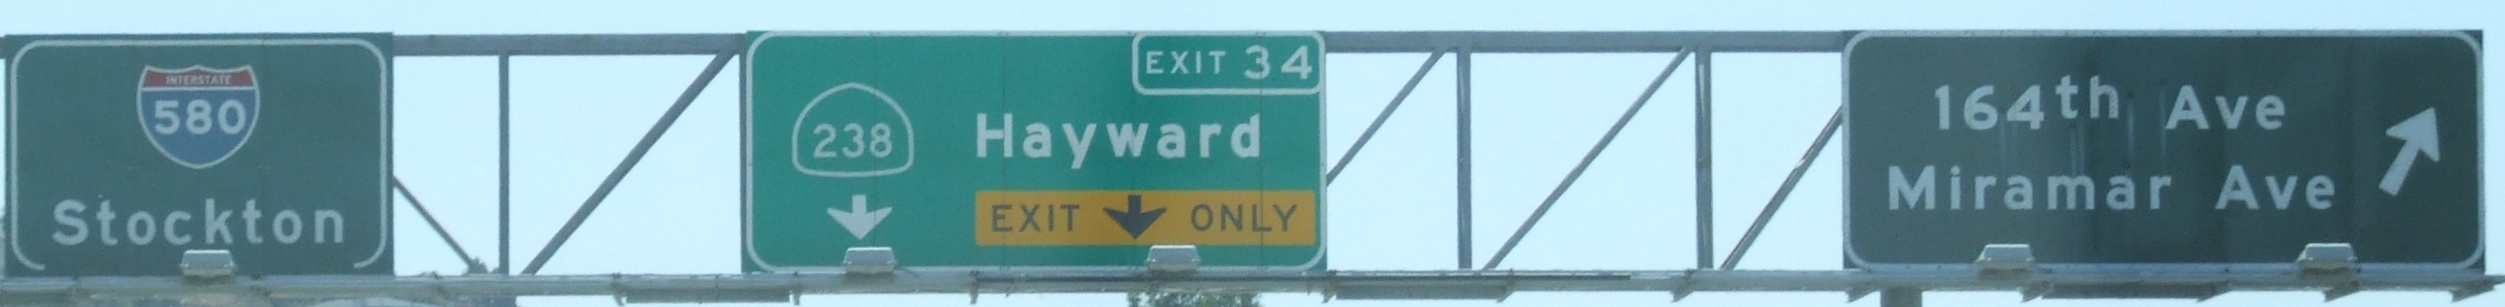 INTERSTATE
580
Stockton
EXIT 34
238
Hayward
EXIT ONLY
164th Ave
Miramar Ave